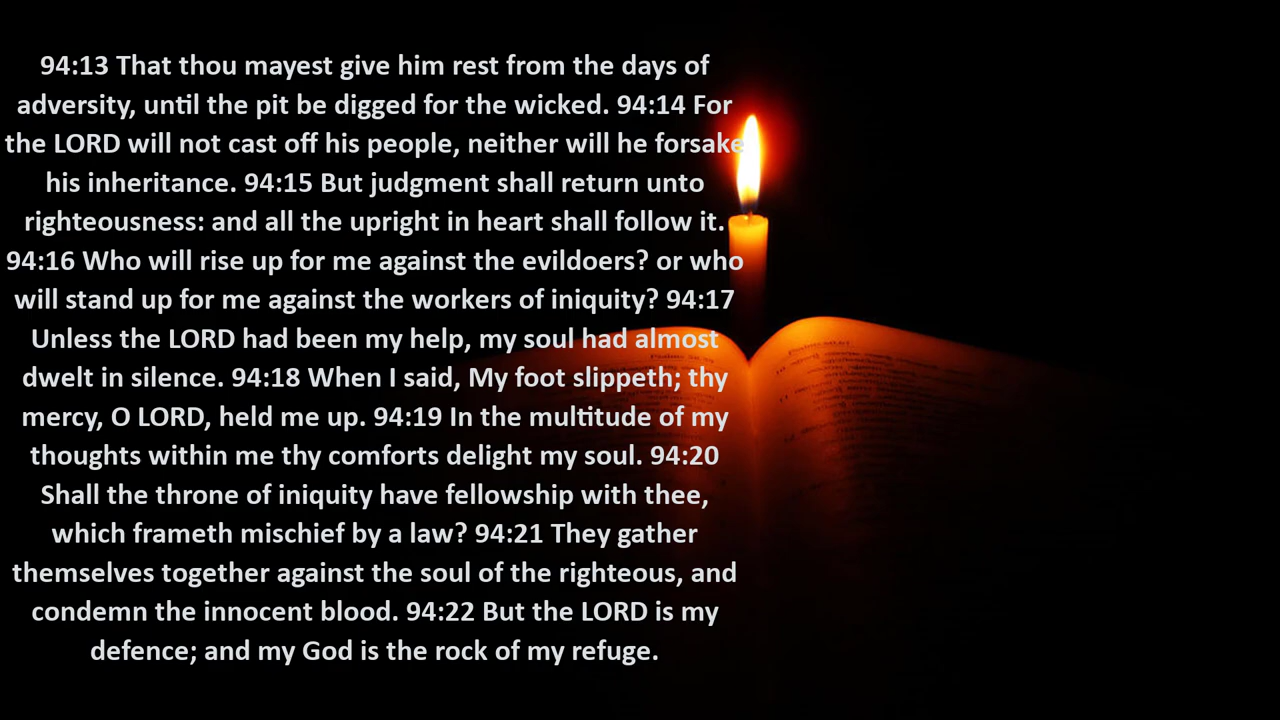 94:13 That thou mayest give him rest from the days of
adversity, until the pit be digged for the wicked. 94:14 For
the LORD will not cast off his people, neither will he forsake
his inheritance. 94:15 But judgment shall return unto
righteousness: and all the upright in heart shall follow it.
94:16 Who will rise up for me against the evildoers? or who
will stand up for me against the workers of iniquity? 94:17
Unless the LORD had been my help, my soul had almost
dwelt in silence. 94:18 When I said, My foot slippeth; thy
mercy, O LORD, held me up. 94:19 In the multitude of my
thoughts within me thy comforts delight my soul. 94:20
Shall the throne of iniquity have fellowship with thee,
which frameth mischief by a law? 94:21 They gather
themselves together against the soul of the righteous, and
condemn the innocent blood. 94:22 But the LORD is my
defence; and my God is the rock of my refuge.